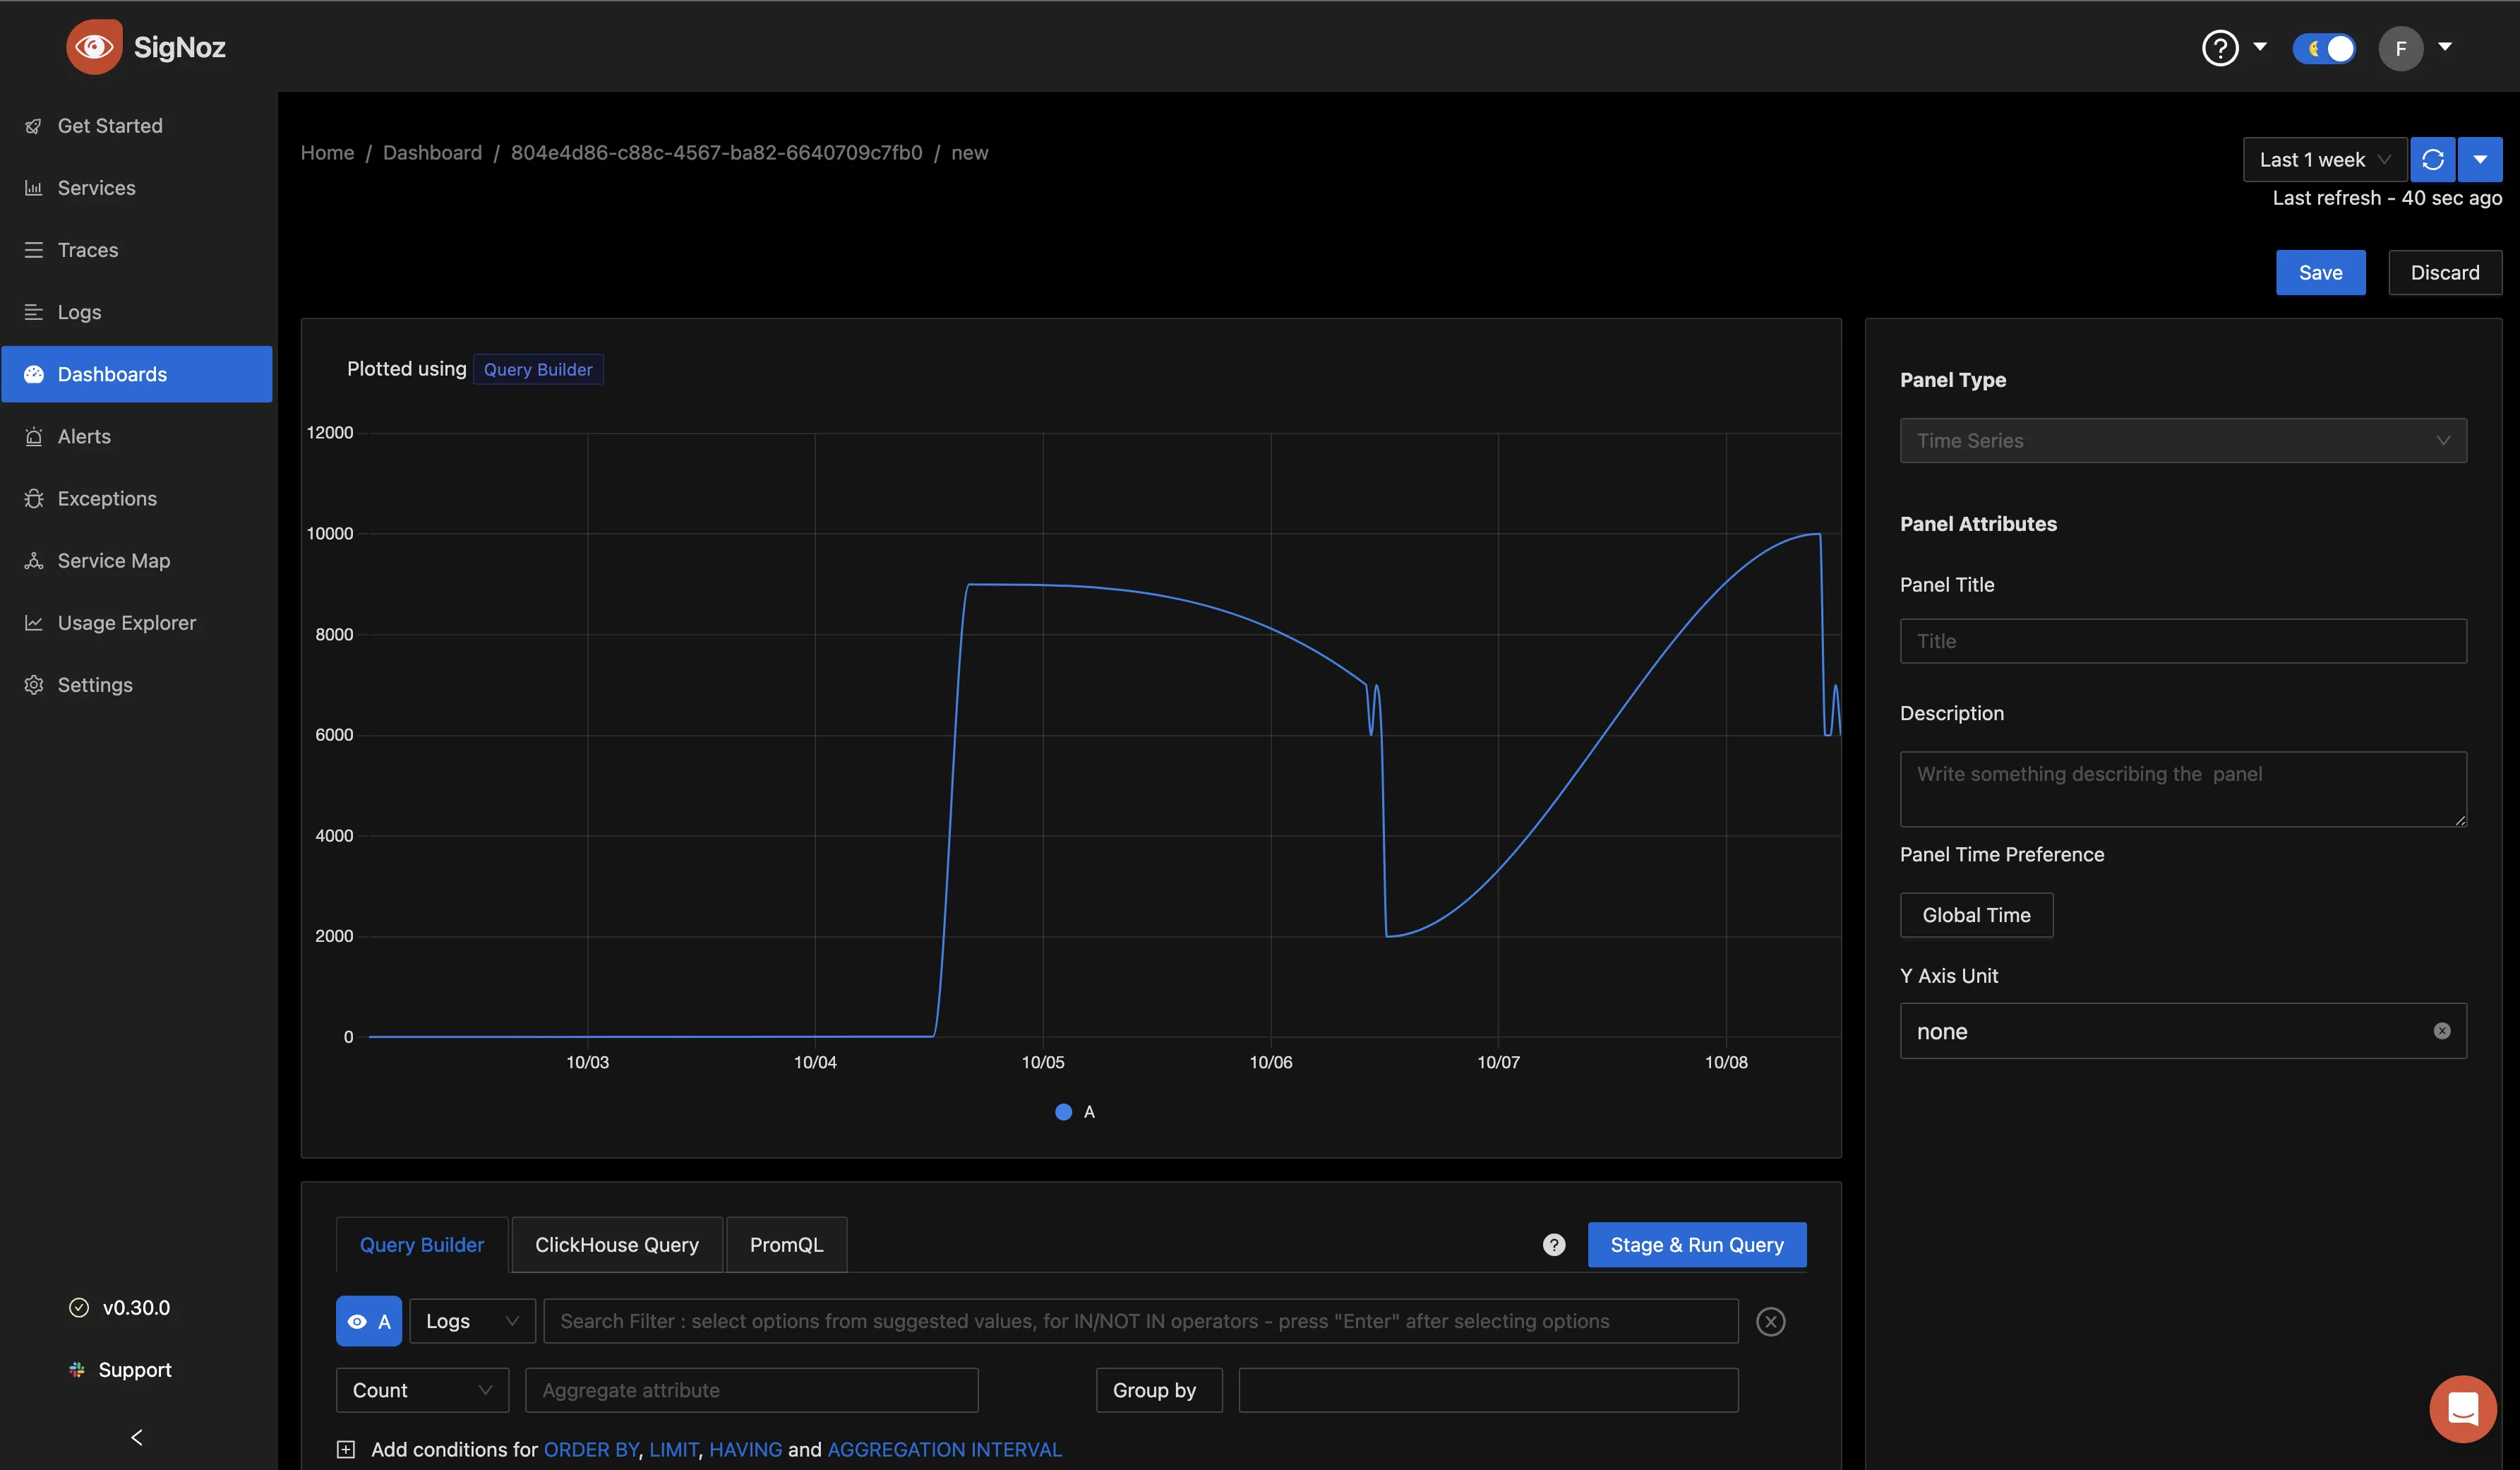 SigNoz
F
Get Started
Services
Traces
Logs
Dashboards
Alerts
Exceptions
Service Map
Usage Explorer
Settings
v0.30.0
Support
Home / Dashboard / 804e4d86-c88c-4567-ba82-6640709c7fb0 / new
Last 1 week
Last refresh - 40 sec ago
Save
Discard
Plotted using Query Builder
12000
10000
8000
6000
4000
2000
0
10/03 10/04 10/05 10/06 10/07 10/08
A
Panel Type
Time Series
Panel Attributes
Panel Title
Title
Description
Write something describing the panel
Panel Time Preference
Global Time
Y Axis Unit
none
Query Builder
ClickHouse Query
PromQL
?
Stage & Run Query
A
Logs
Search Filter : select options from suggested values, for IN/NOT IN operators - press "Enter" after selecting options
Count
Aggregate attribute
Group by
Add conditions for ORDER BY, LIMIT, HAVING and AGGREGATION INTERVAL